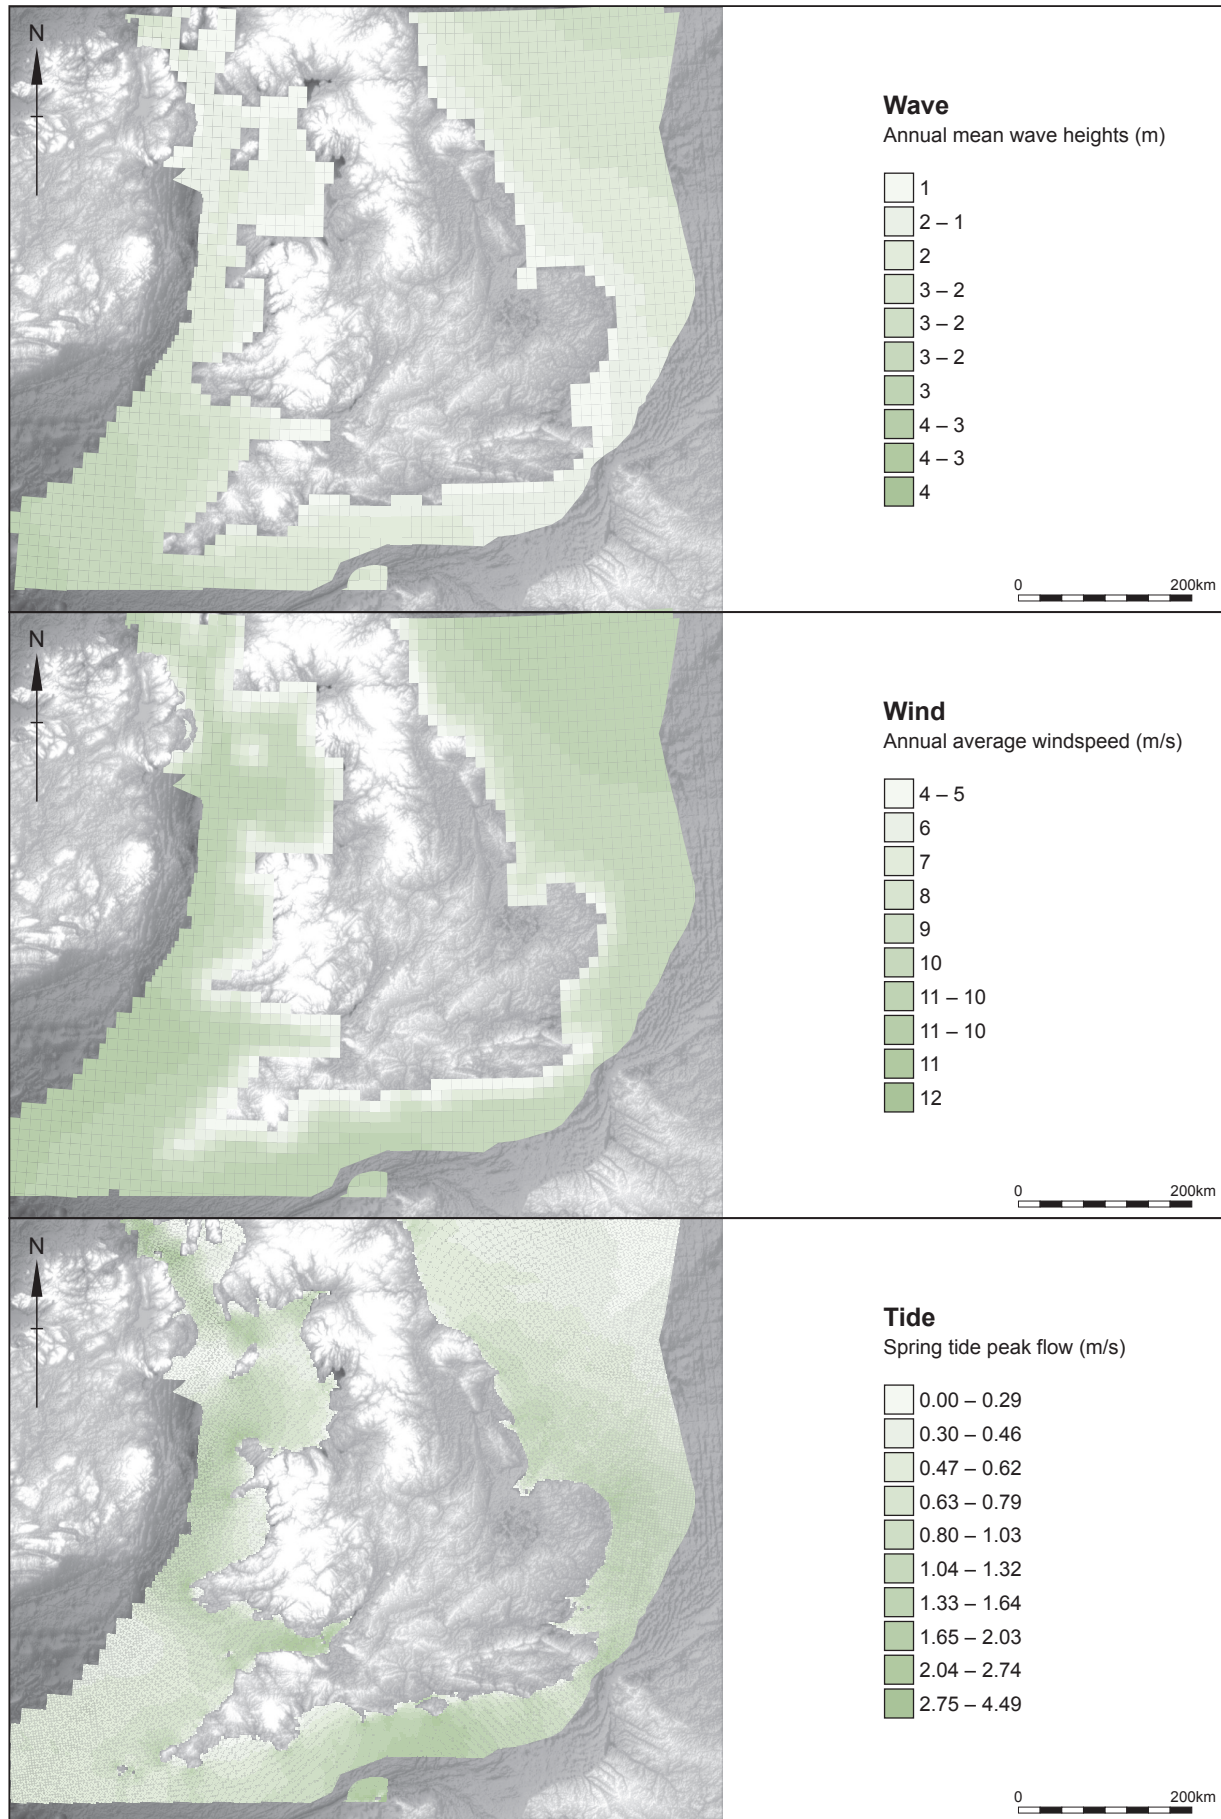 N
Wave
Annual mean wave heights (m)
1
2 – 1
2
3 – 2
3 – 2
3 – 2
3
4 – 3
4 – 3
4
0 200km
N
Wind
Annual average windspeed (m/s)
4 – 5
6
7
8
9
10
11 – 10
11 – 10
11
12
0 200km
N
Tide
Spring tide peak flow (m/s)
0.00 – 0.29
0.30 – 0.46
0.47 – 0.62
0.63 – 0.79
0.80 – 1.03
1.04 – 1.32
1.33 – 1.64
1.65 – 2.03
2.04 – 2.74
2.75 – 4.49
0 200km